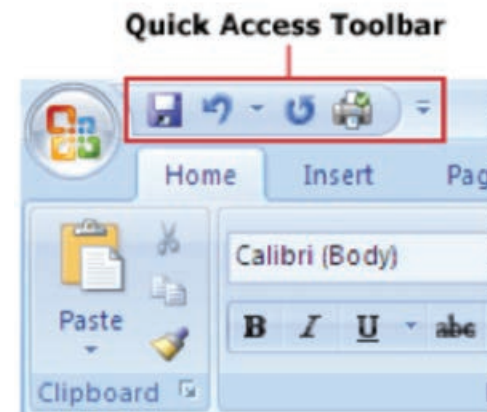 Quick Access Toolbar
Home Insert Pag
Calibri (Body)
Paste
B I U abc
Clipboard